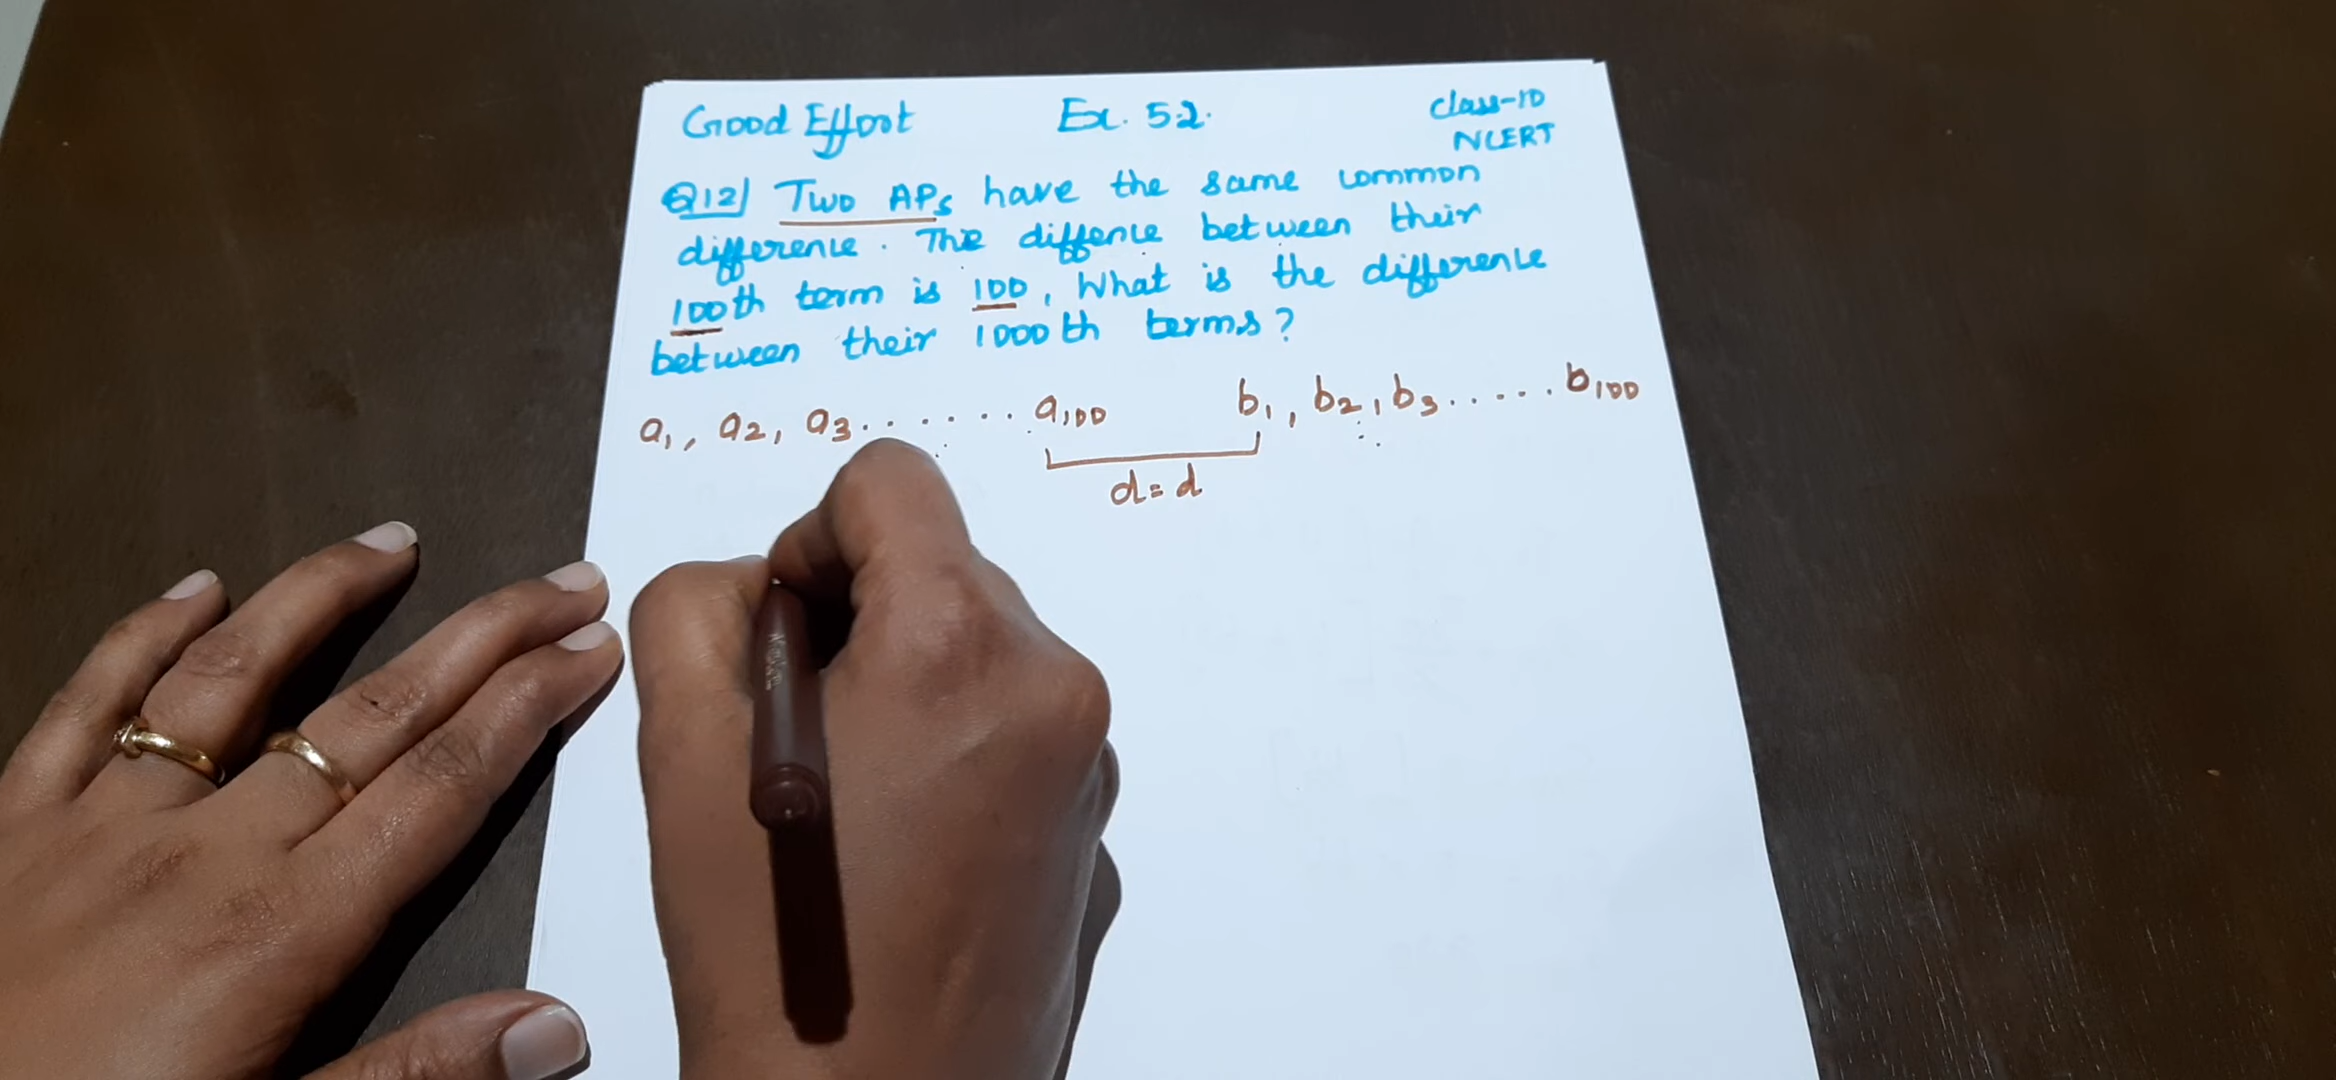 Good Effort Ex. 5.2. Class-10
NCERT
Q12) Two APs have the same common
difference. The diffence between their
100th term is 100, What is the difference
between their 1000th terms?
a₁, a₂, a₃....... a₁₀₀ b₁, b₂, b₃..... b₁₀₀
d = d